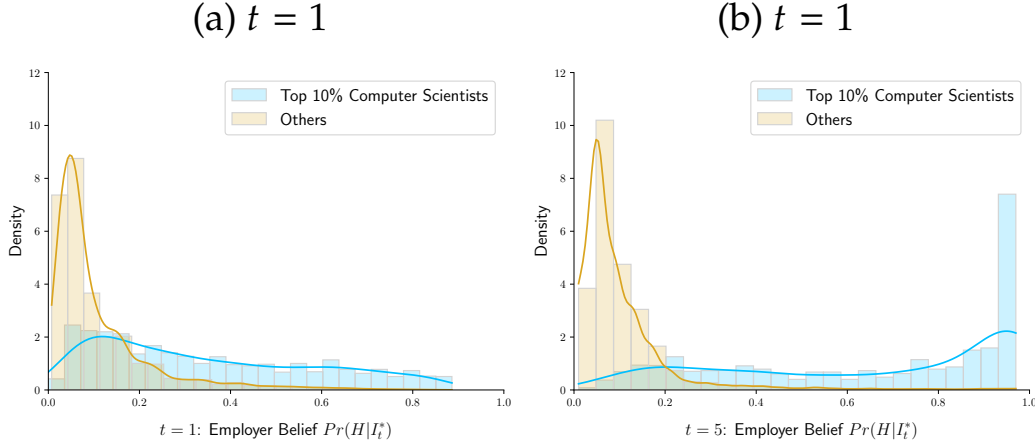 (a) t = 1
(b) t = 1
12
10
8
6
4
2
0
Density
Top 10% Computer Scientists
Others
0.0 0.2 0.4 0.6 0.8 1.0
t = 1: Employer Belief Pr(H|I_t^*)
12
10
8
6
4
2
0
Density
Top 10% Computer Scientists
Others
0.0 0.2 0.4 0.6 0.8 1.0
t = 5: Employer Belief Pr(H|I_t^*)